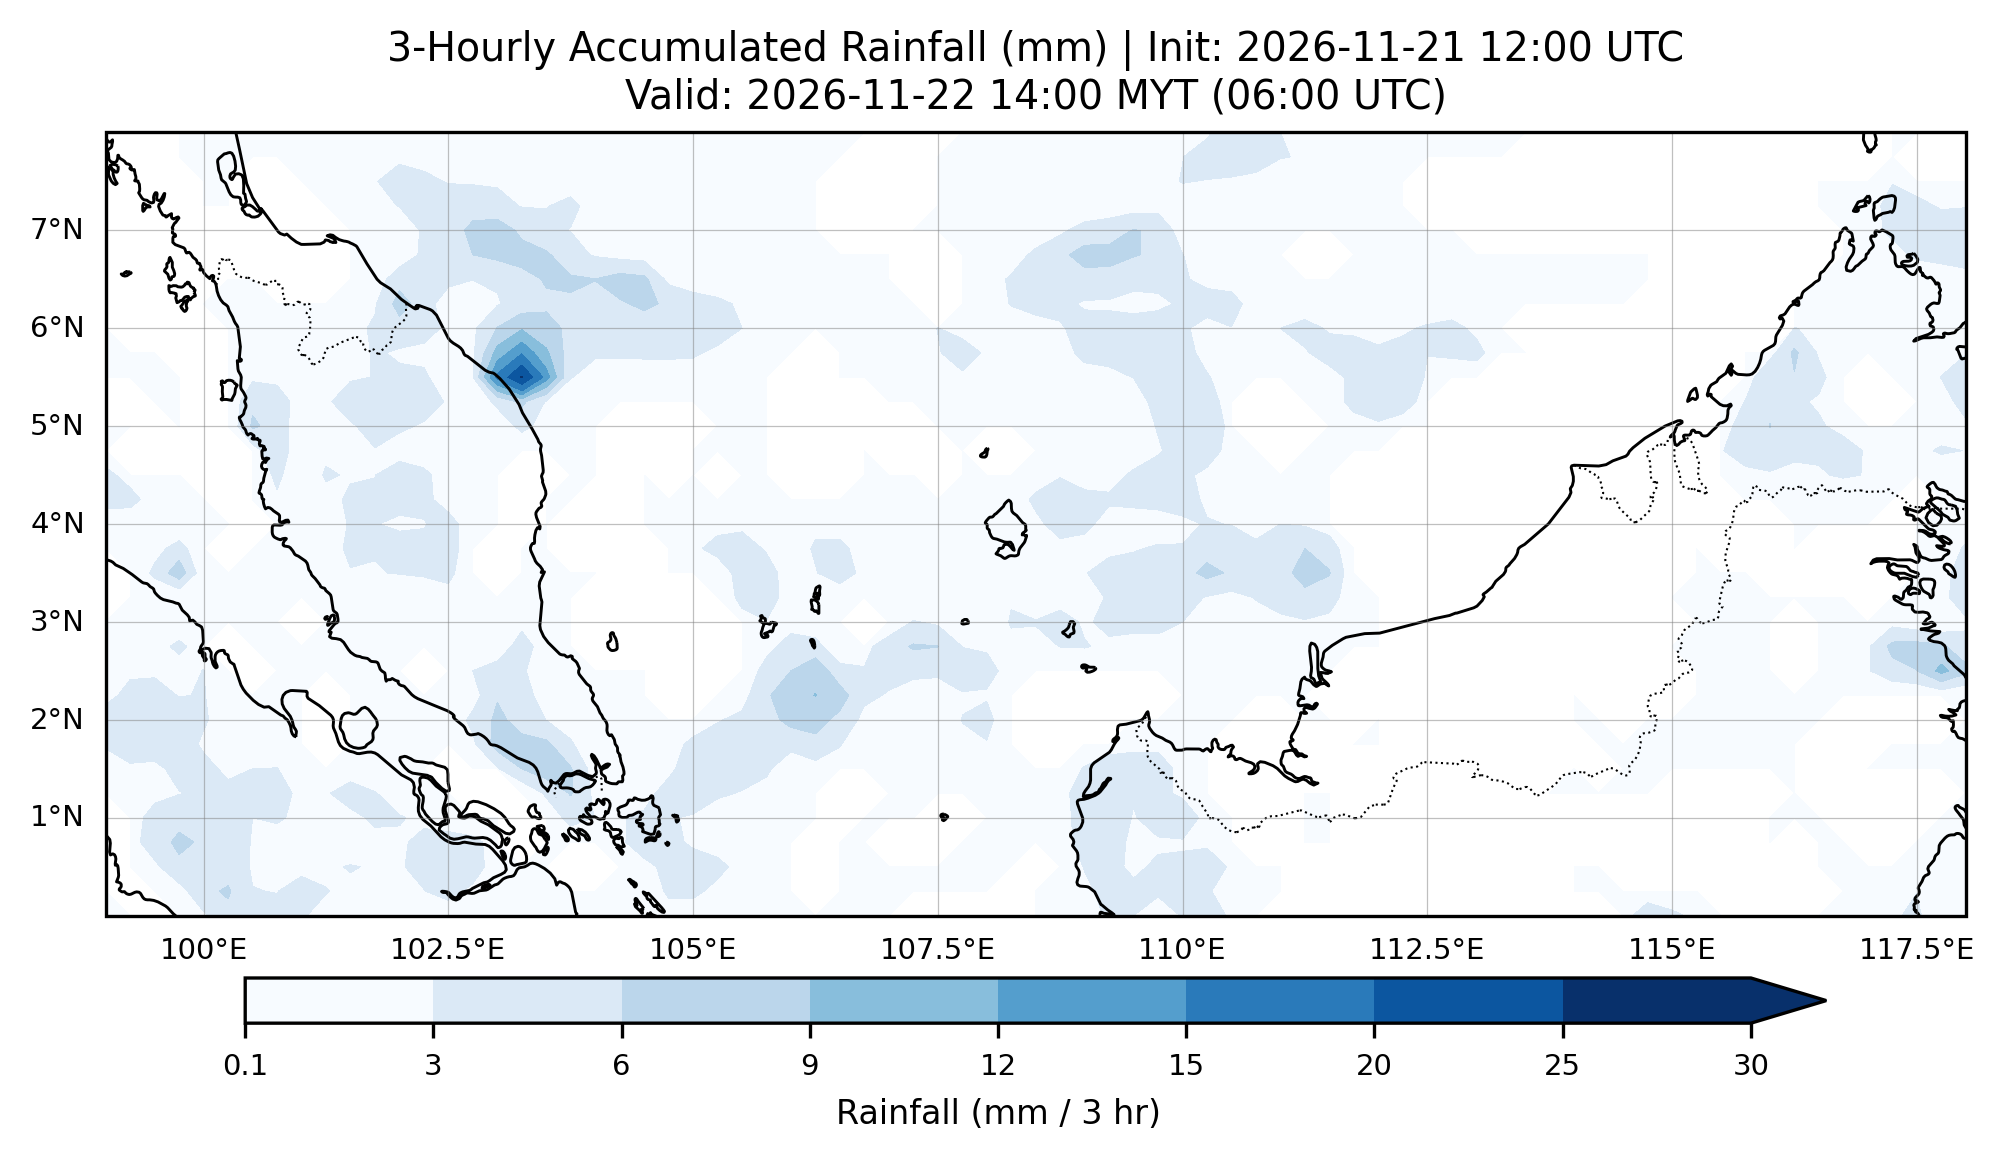 3-Hourly Accumulated Rainfall (mm) | Init: 2026-11-21 12:00 UTC
Valid: 2026-11-22 14:00 MYT (06:00 UTC)
7°N
6°N
5°N
4°N
3°N
2°N
1°N
100°E 102.5°E 105°E 107.5°E 110°E 112.5°E 115°E 117.5°E
0.1 3 6 9 12 15 20 25 30
Rainfall (mm / 3 hr)